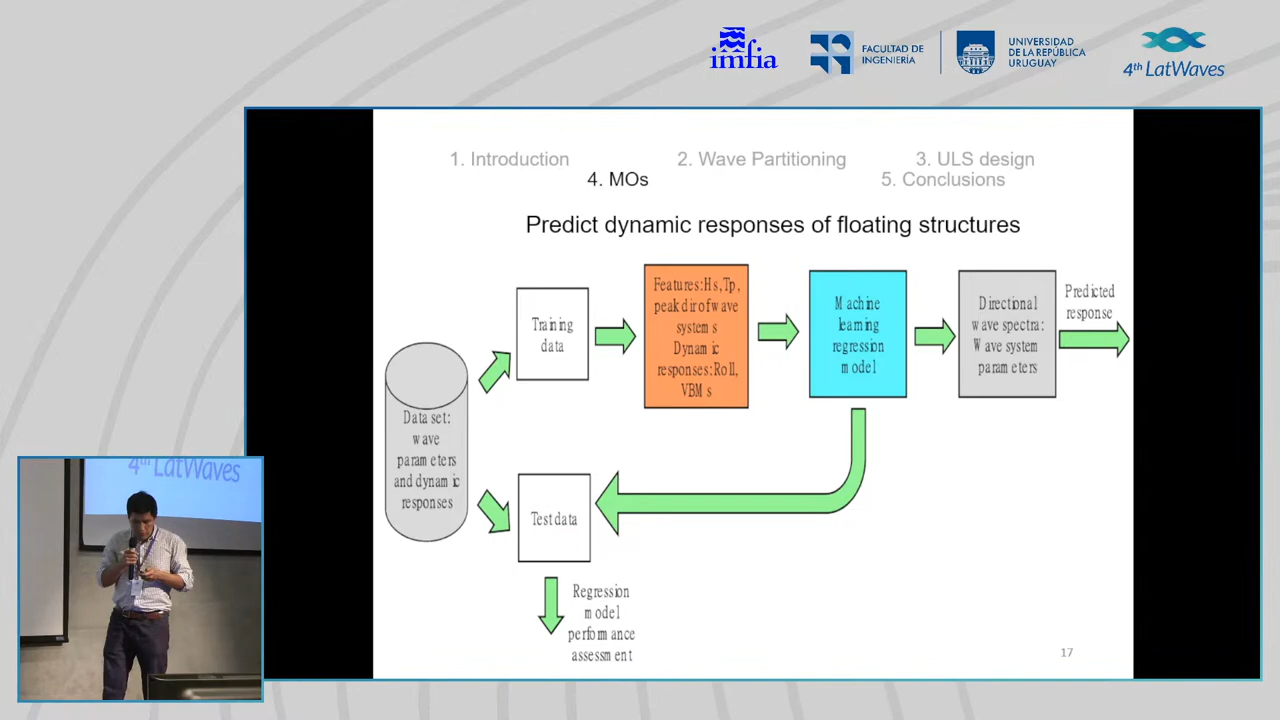 imfia
FACULTAD DE
INGENIERÍA
UNIVERSIDAD
DE LA REPÚBLICA
URUGUAY
4th LatWaves
1. Introduction
2. Wave Partitioning
3. ULS design
4. MOs
5. Conclusions
Predict dynamic responses of floating structures
Data set:
wave
parameters
and dynamic
responses
Training
data
Features: Hs, Tp,
peak dir of wave
systems
Dynamic
responses: Roll,
VBMs
Machine
learning
regression
model
Directional
wave spectra:
Wave system
parameters
Predicted
response
Test data
Regression
model
performance
assessment
17
4th LatWaves